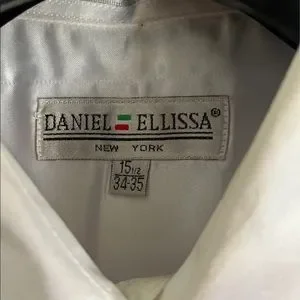 DANIEL ELLISSA®
NEW YORK
15 1/2
34-35